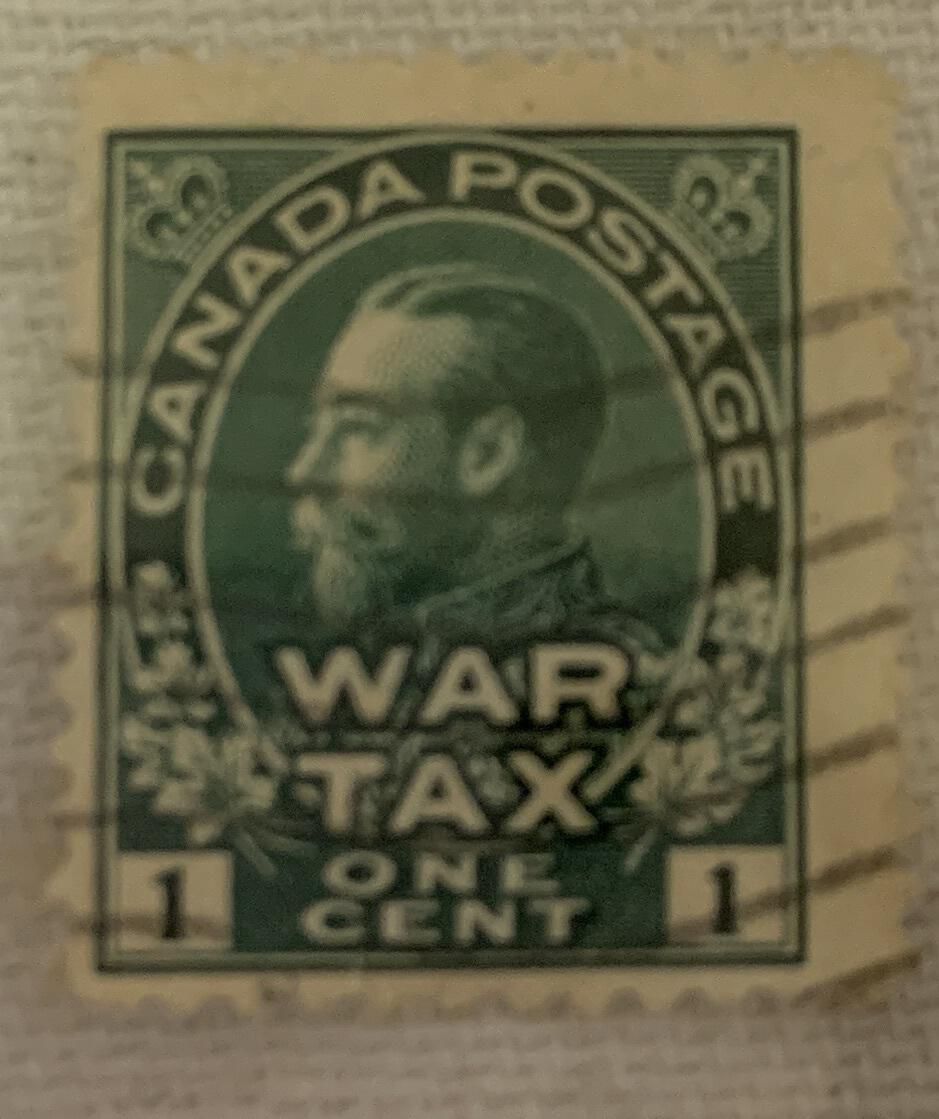 CANADA POSTAGE
WAR
TAX
ONE
CENT
1 1